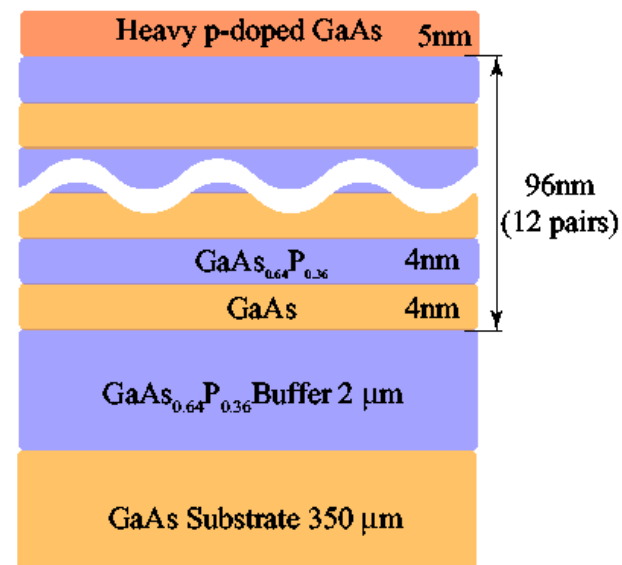 Heavy p-doped GaAs 5nm
96nm
(12 pairs)
GaAs0.64P0.36 4nm
GaAs 4nm
GaAs0.64P0.36Buffer 2 μm
GaAs Substrate 350 μm